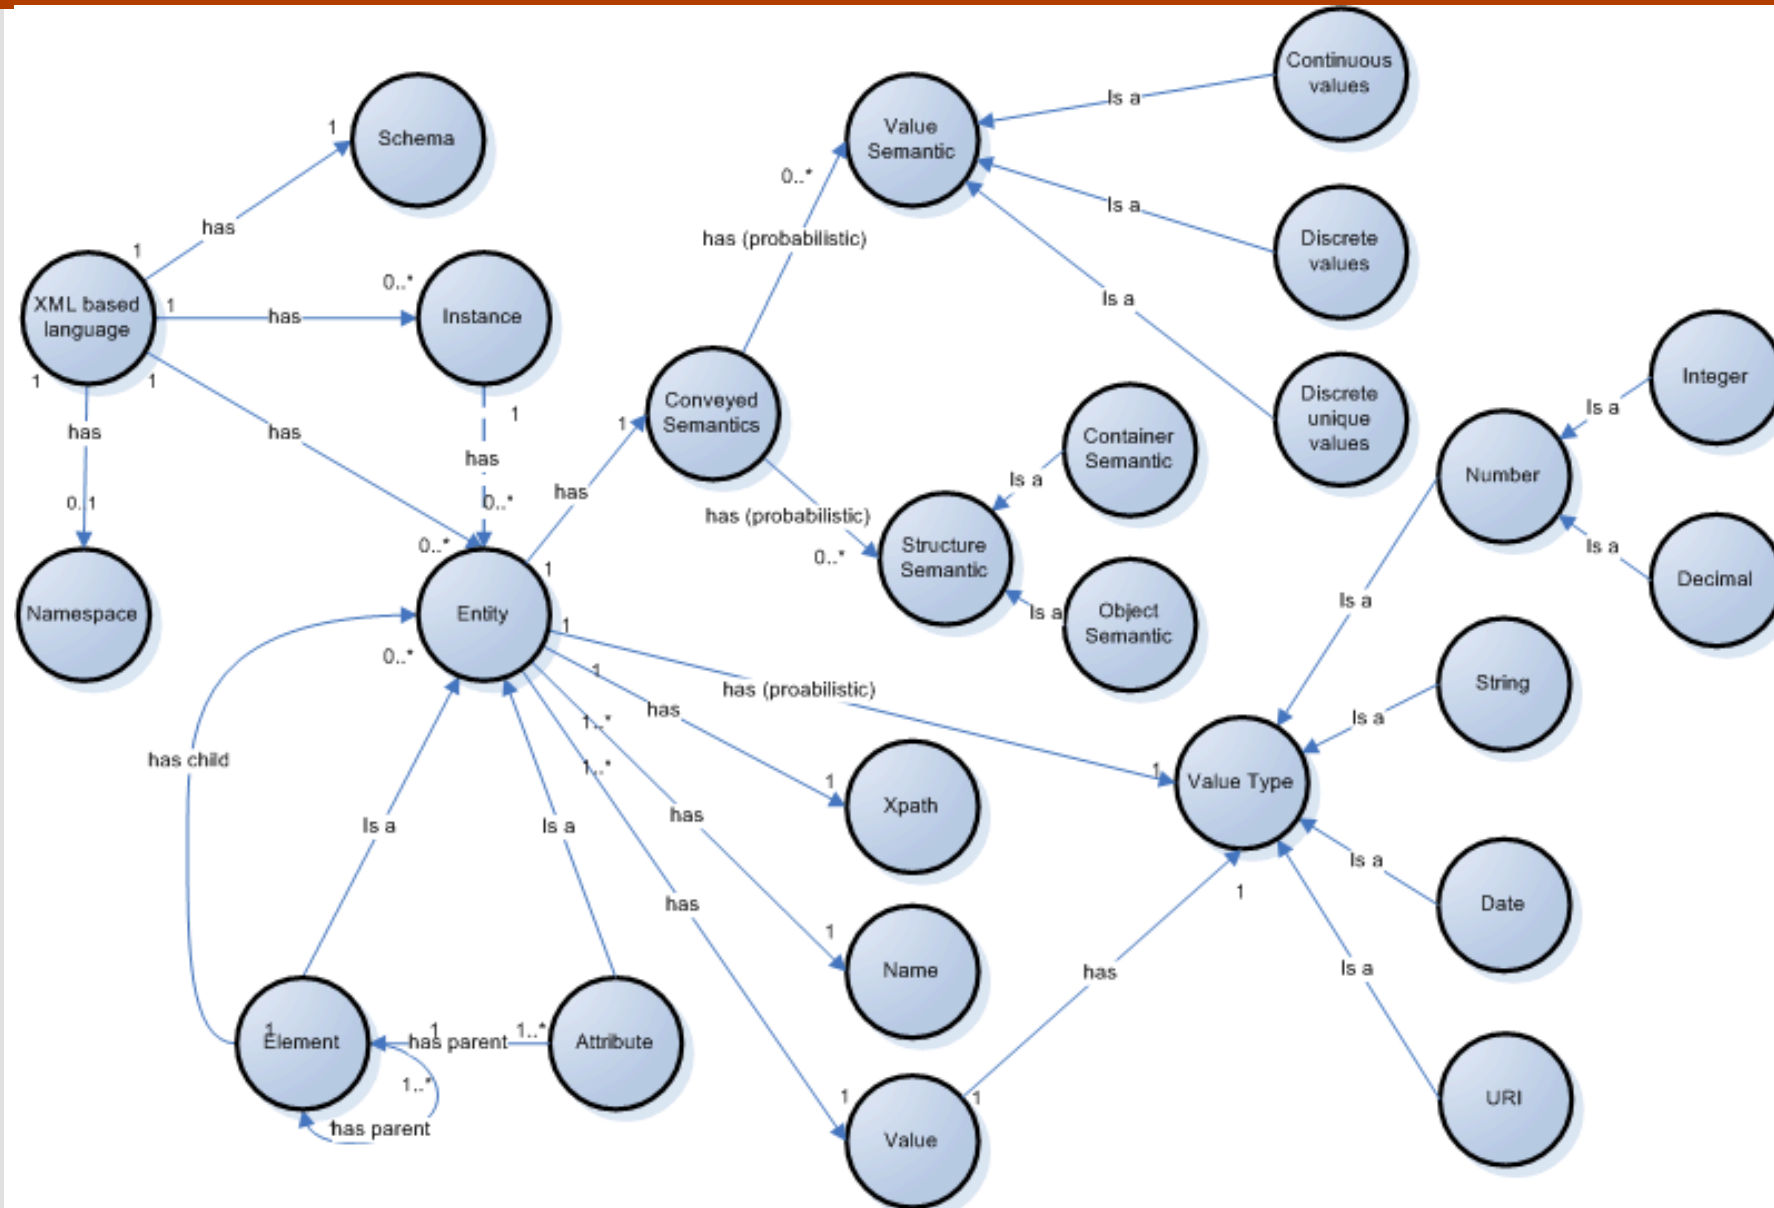 Continuous
values
Is a
Value
Semantic
1
Schema
0..*
Is a
has
has (probabilistic)
Discrete
values
1
0..*
Is a
XML based
language
1
has
Instance
1
1
1
has
has
has
0..1
0..*
0..*
Conveyed
Semantics
1
has
Discrete
unique
values
Container
Semantic
Is a
has (probabilistic)
0..*
Structure
Semantic
Is a
Object
Semantic
Integer
Is a
Number
Is a
Decimal
Is a
Namespace
Entity
1
1
1
0..*
has (proabilistic)
has
1..*
1..*
String
Is a
1
Value Type
1
Xpath
has child
Is a
Is a
has
has
1
Name
Is a
Date
1
has
Is a
1
Element
1
has parent
1..*
Attribute
1..*
has parent
1
1
Value
URI